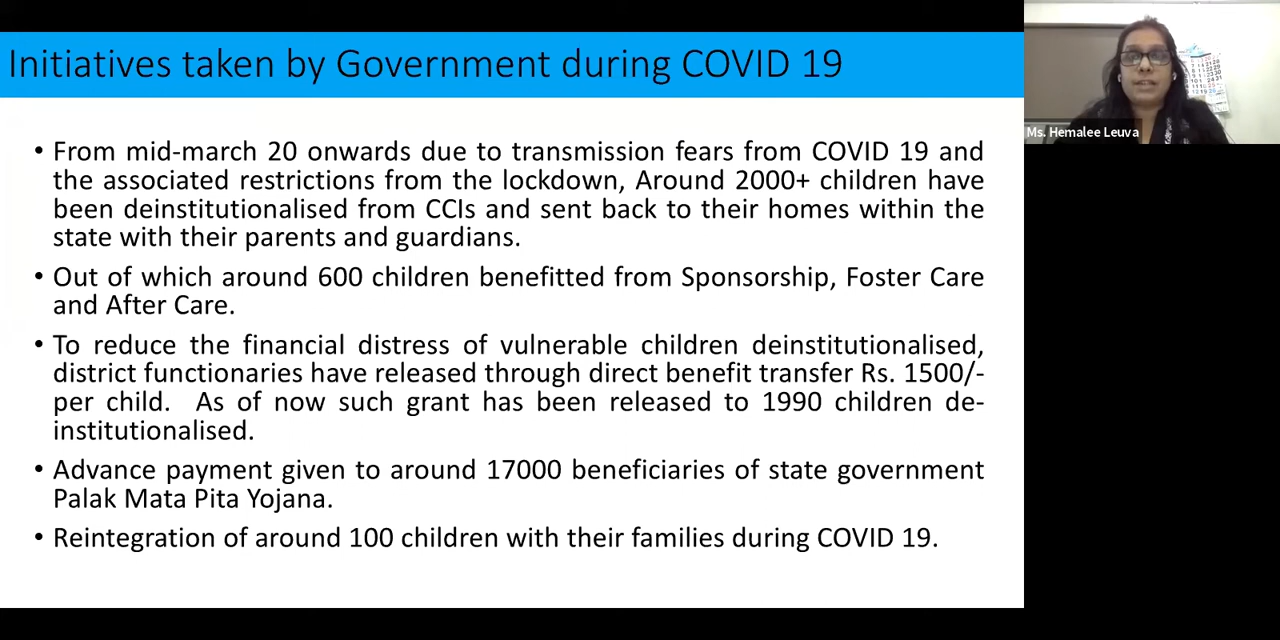 Initiatives taken by Government during COVID 19
• From mid-march 20 onwards due to transmission fears from COVID 19 and
the associated restrictions from the lockdown, Around 2000+ children have
been deinstitutionalised from CCIs and sent back to their homes within the
state with their parents and guardians.
• Out of which around 600 children benefitted from Sponsorship, Foster Care
and After Care.
• To reduce the financial distress of vulnerable children deinstitutionalised,
district functionaries have released through direct benefit transfer Rs. 1500/-
per child. As of now such grant has been released to 1990 children de-
institutionalised.
• Advance payment given to around 17000 beneficiaries of state government
Palak Mata Pita Yojana.
• Reintegration of around 100 children with their families during COVID 19.
Ms. Hemalee Leuva